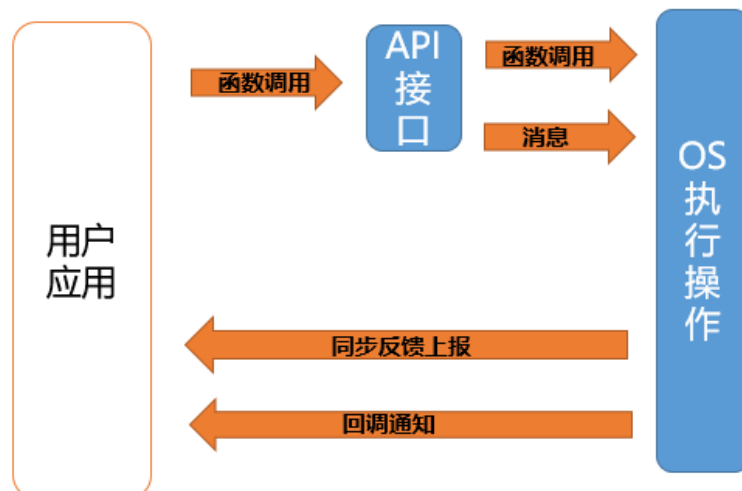 用户
应用
函数调用
API
接
口
函数调用
消息
OS
执
行
操
作
同步反馈上报
回调通知